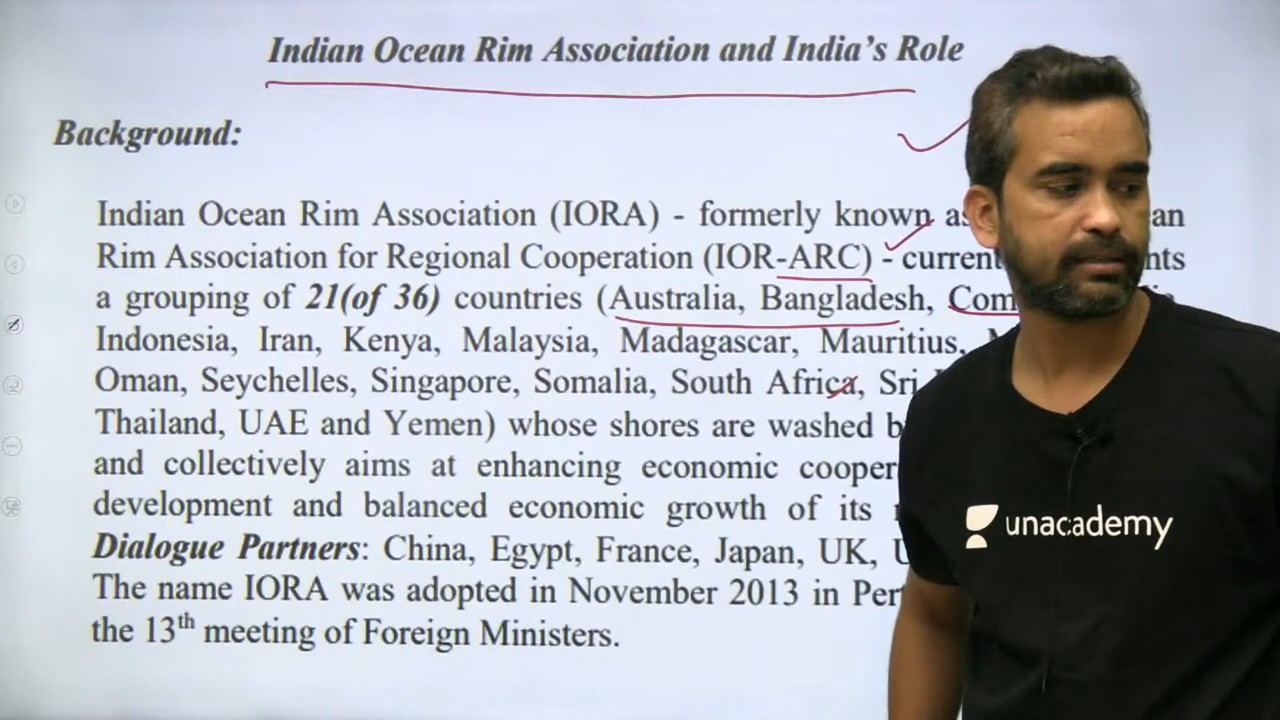 Indian Ocean Rim Association and India's Role
Background:
Indian Ocean Rim Association (IORA) - formerly known as
Rim Association for Regional Cooperation (IOR-ARC) - current
a grouping of 21(of 36) countries (Australia, Bangladesh, Com
Indonesia, Iran, Kenya, Malaysia, Madagascar, Mauritius,
Oman, Seychelles, Singapore, Somalia, South Africa, Sri
Thailand, UAE and Yemen) whose shores are washed b
and collectively aims at enhancing economic cooper
development and balanced economic growth of its
Dialogue Partners: China, Egypt, France, Japan, UK, U
The name IORA was adopted in November 2013 in Per
the 13th meeting of Foreign Ministers.
unacademy